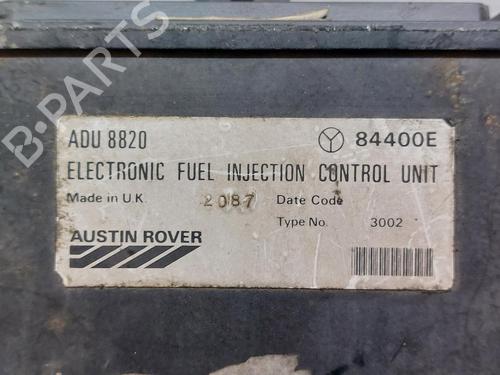 B-PARTS
ADU 8820 84400E
ELECTRONIC FUEL INJECTION CONTROL UNIT
Made in U.K 2087 Date Code
Type No. 3002
AUSTIN ROVER